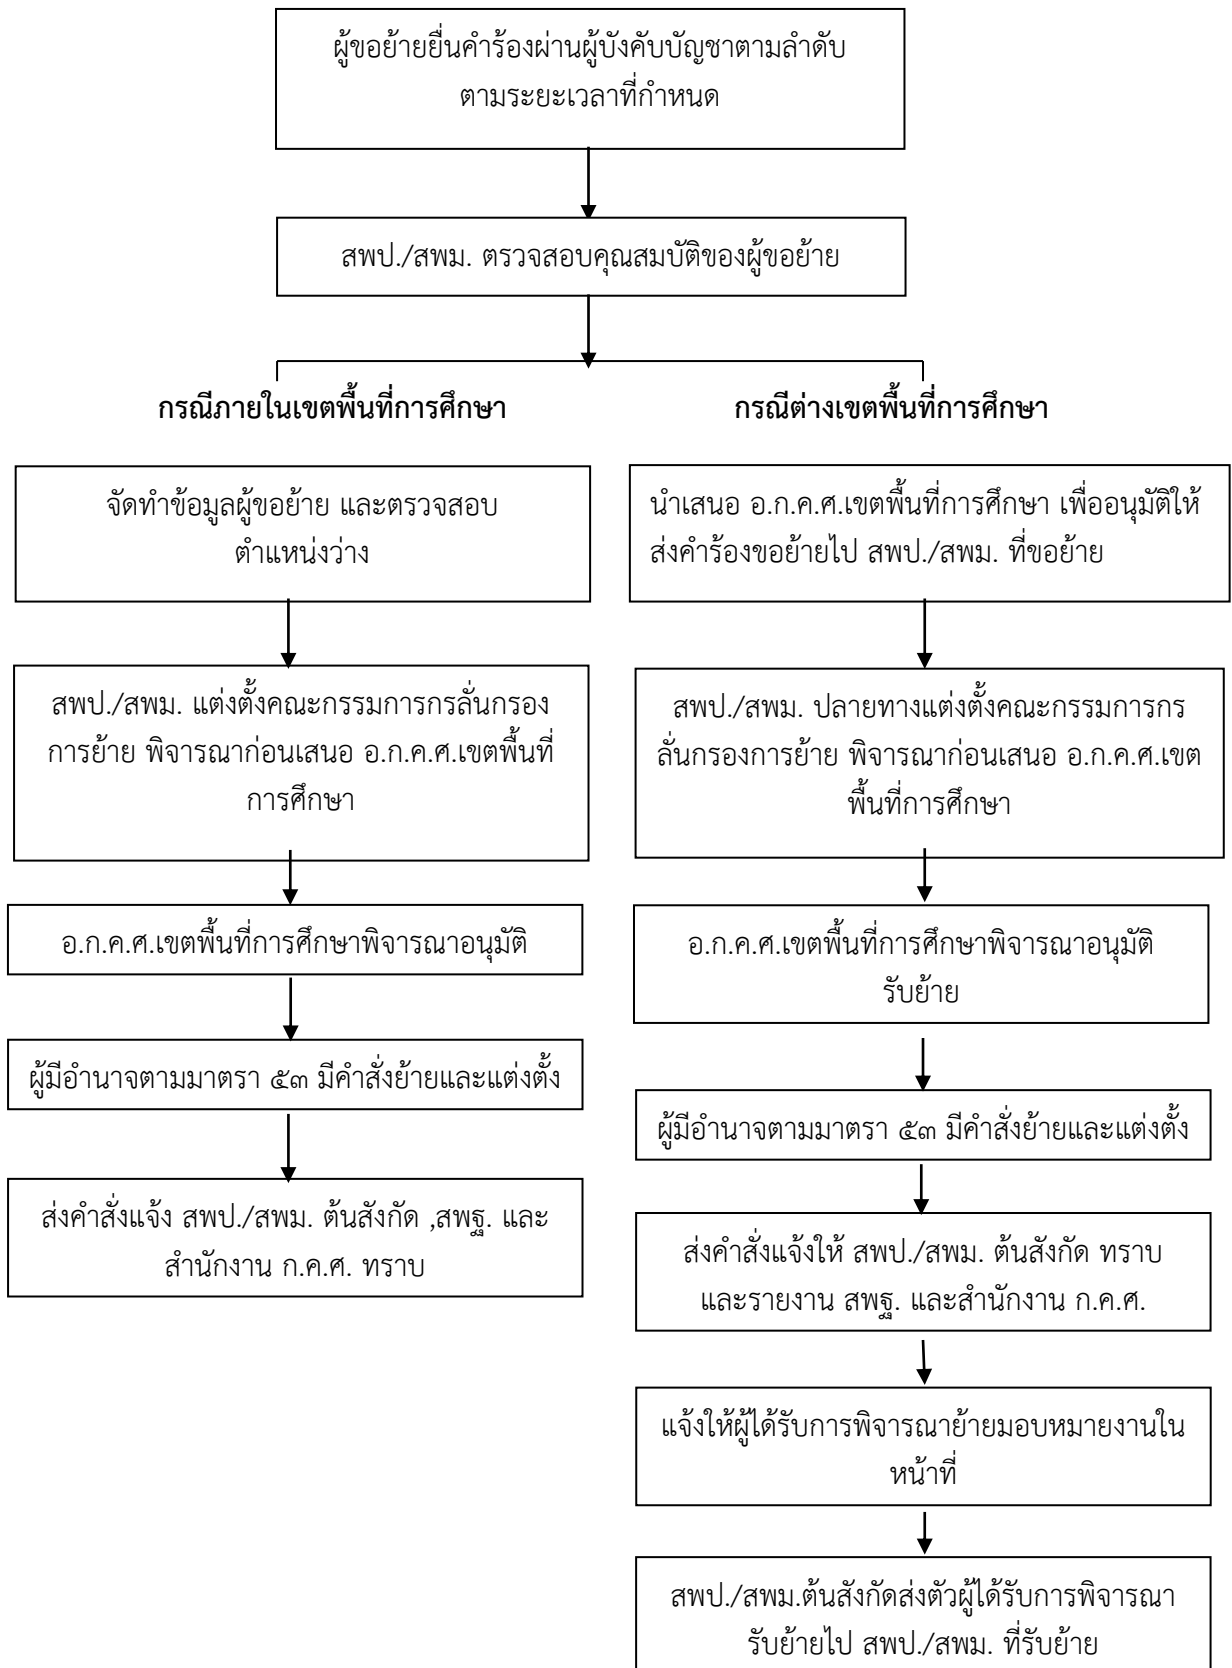 ผู้ขอย้ายยื่นคำร้องผ่านผู้บังคับบัญชาตามลำดับ
ตามระยะเวลาที่กำหนด
สพป./สพม. ตรวจสอบคุณสมบัติของผู้ขอย้าย
กรณีภายในเขตพื้นที่การศึกษา
จัดทำข้อมูลผู้ขอย้าย และตรวจสอบ
ตำแหน่งว่าง
สพป./สพม. แต่งตั้งคณะกรรมการกรลั่นกรอง
การย้าย พิจารณาก่อนเสนอ อ.ก.ค.ศ.เขตพื้นที่
การศึกษา
อ.ก.ค.ศ.เขตพื้นที่การศึกษาพิจารณาอนุมัติ
ผู้มีอำนาจตามมาตรา ๕๓ มีคำสั่งย้ายและแต่งตั้ง
ส่งคำสั่งแจ้ง สพป./สพม. ต้นสังกัด ,สพฐ. และ
สำนักงาน ก.ค.ศ. ทราบ
กรณีต่างเขตพื้นที่การศึกษา
นำเสนอ อ.ก.ค.ศ.เขตพื้นที่การศึกษา เพื่ออนุมัติให้
ส่งคำร้องขอย้ายไป สพป./สพม. ที่ขอย้าย
สพป./สพม. ปลายทางแต่งตั้งคณะกรรมการกร
ลั่นกรองการย้าย พิจารณาก่อนเสนอ อ.ก.ค.ศ.เขต
พื้นที่การศึกษา
อ.ก.ค.ศ.เขตพื้นที่การศึกษาพิจารณาอนุมัติ
รับย้าย
ผู้มีอำนาจตามมาตรา ๕๓ มีคำสั่งย้ายและแต่งตั้ง
ส่งคำสั่งแจ้งให้ สพป./สพม. ต้นสังกัด ทราบ
และรายงาน สพฐ. และสำนักงาน ก.ค.ศ.
แจ้งให้ผู้ได้รับการพิจารณาย้ายมอบหมายงานใน
หน้าที่
สพป./สพม.ต้นสังกัดส่งตัวผู้ได้รับการพิจารณา
รับย้ายไป สพป./สพม. ที่รับย้าย